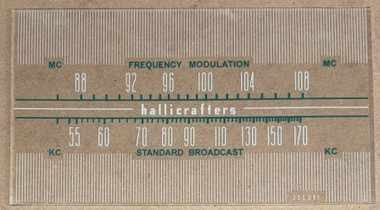 MC FREQUENCY MODULATION MC
88 92 96 100 104 108
hallicrafters
55 60 70 80 90 110 130 150 170
KC STANDARD BROADCAST KC